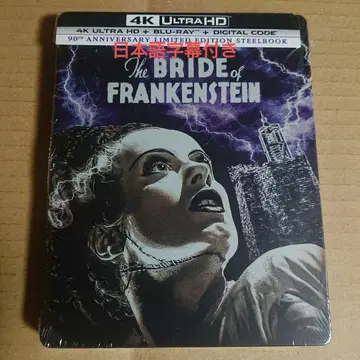 4K ULTRA HD
4K ULTRA HD + BLU-RAY + DIGITAL CODE
90TH ANNIVERSARY LIMITED EDITION STEELBOOK
日本語字幕付き
The BRIDE of
FRANKENSTEIN